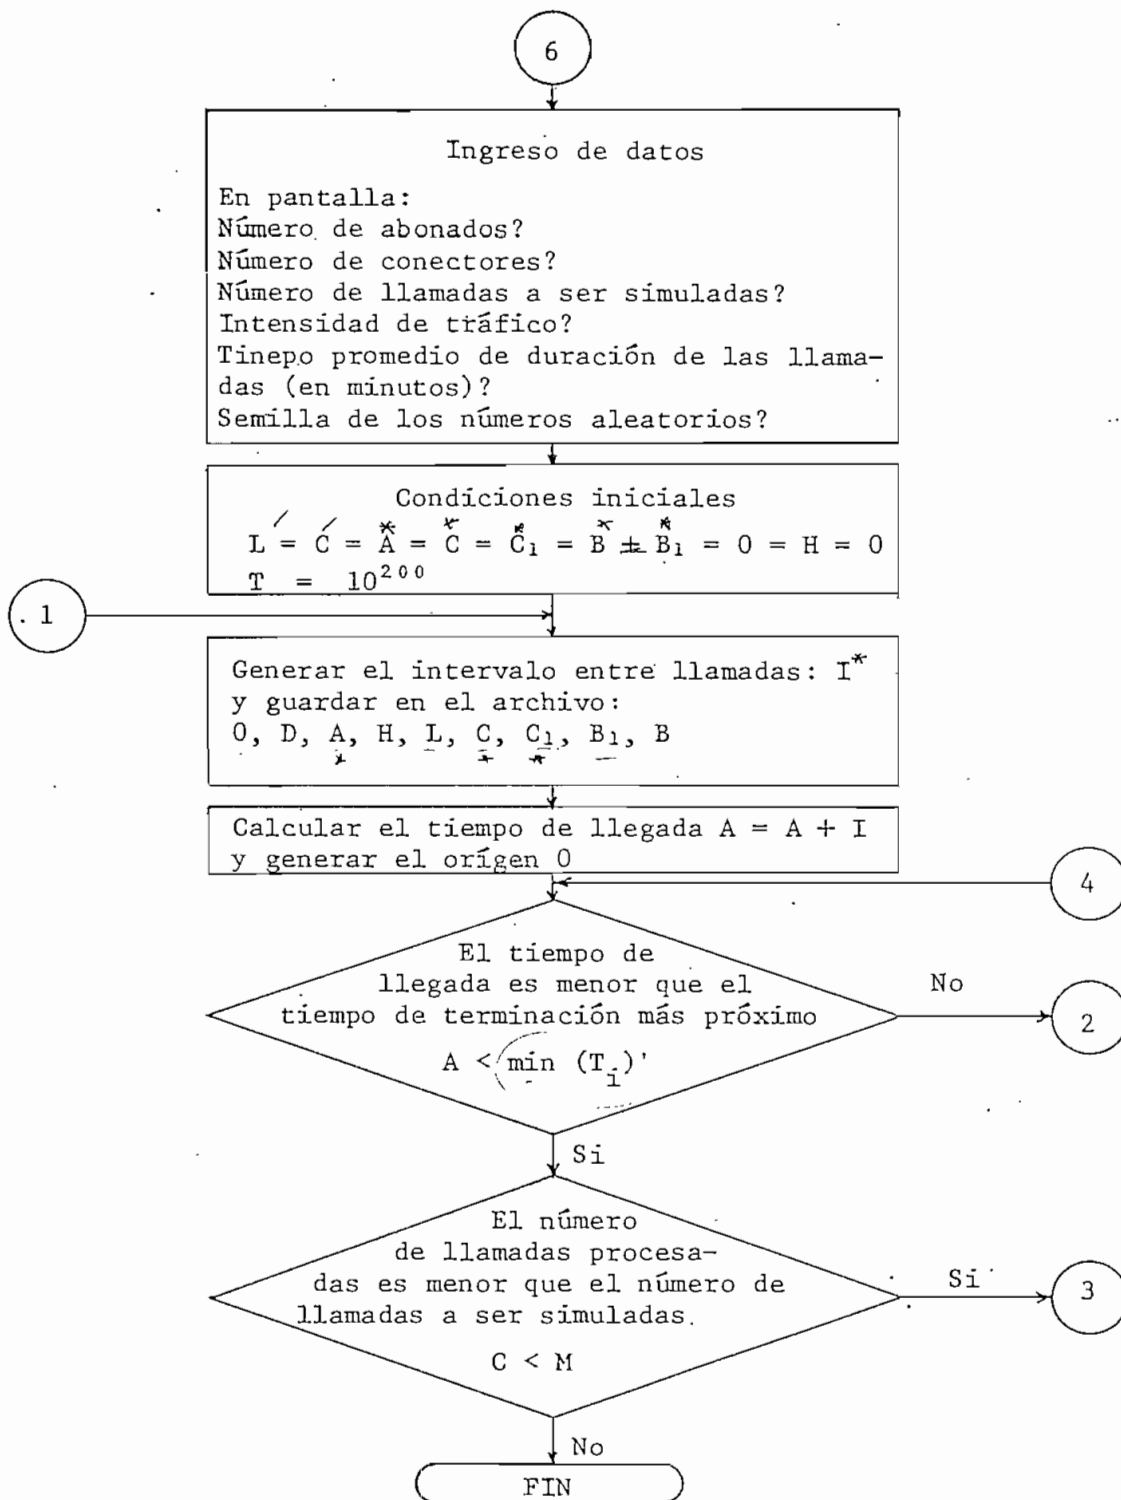 6
Ingreso de datos
En pantalla:
Número de abonados?
Número de conectores?
Número de llamadas a ser simuladas?
Intensidad de tráfico?
Tinepo promedio de duración de las llama-
das (en minutos)?
Semilla de los números aleatorios?
Condiciones iniciales
L = C = A = C = C₁ = B = B₁ = 0 = H = 0
T = 10²⁰⁰
1
Generar el intervalo entre llamadas: I*
y guardar en el archivo:
0, D, A, H, L, C, C₁, B₁, B
Calcular el tiempo de llegada A = A + I
y generar el orígen 0
4
El tiempo de
llegada es menor que el
tiempo de terminación más próximo
A < min (Tᵢ)
No
2
Si
El número
de llamadas procesa-
das es menor que el número de
llamadas a ser simuladas.
C < M
Si
3
No
FIN